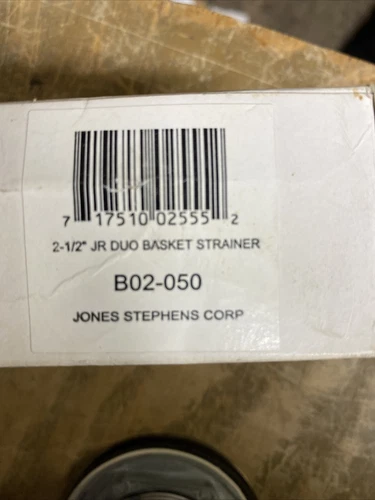 7 17510 02555 2
2-1/2" JR DUO BASKET STRAINER
B02-050
JONES STEPHENS CORP